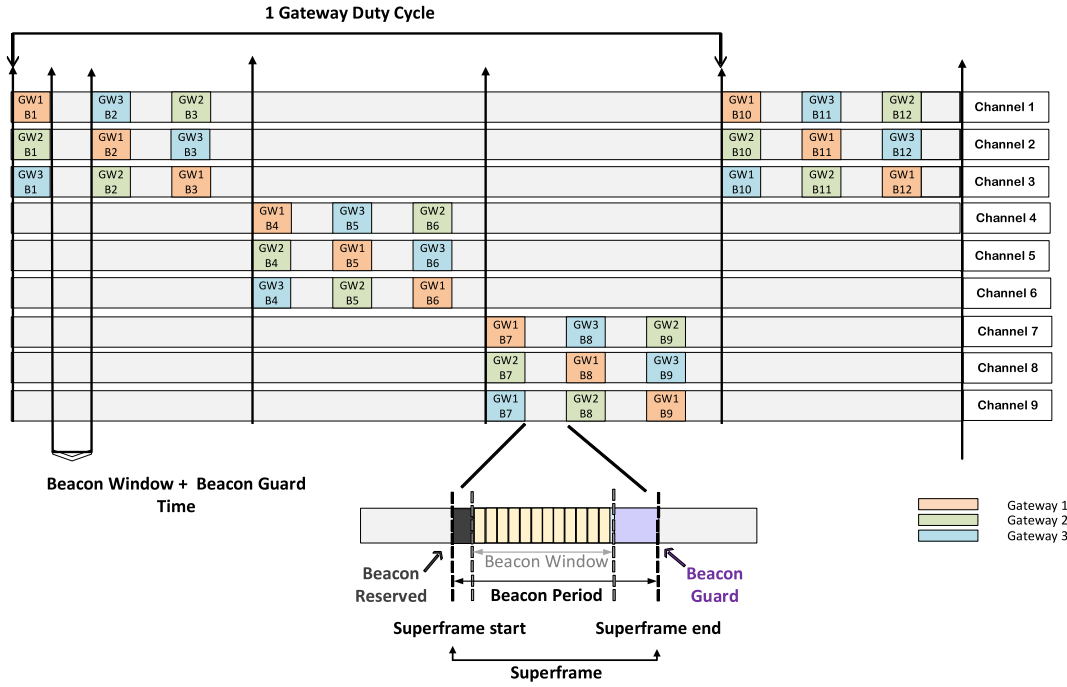 1 Gateway Duty Cycle
GW1 B1 GW3 B2 GW2 B3 GW1 B10 GW3 B11 GW2 B12 Channel 1
GW2 B1 GW1 B2 GW3 B3 GW2 B10 GW1 B11 GW3 B12 Channel 2
GW3 B1 GW2 B2 GW1 B3 GW1 B10 GW2 B11 GW1 B12 Channel 3
GW1 B4 GW3 B5 GW2 B6 Channel 4
GW2 B4 GW1 B5 GW3 B6 Channel 5
GW3 B4 GW2 B5 GW1 B6 Channel 6
GW1 B7 GW3 B8 GW2 B9 Channel 7
GW2 B7 GW1 B8 GW3 B9 Channel 8
GW1 B7 GW2 B8 GW1 B9 Channel 9
Beacon Window + Beacon Guard
Time
Gateway 1
Gateway 2
Gateway 3
Beacon Window
Beacon
Reserved
Beacon Period
Beacon
Guard
Superframe start
Superframe end
Superframe